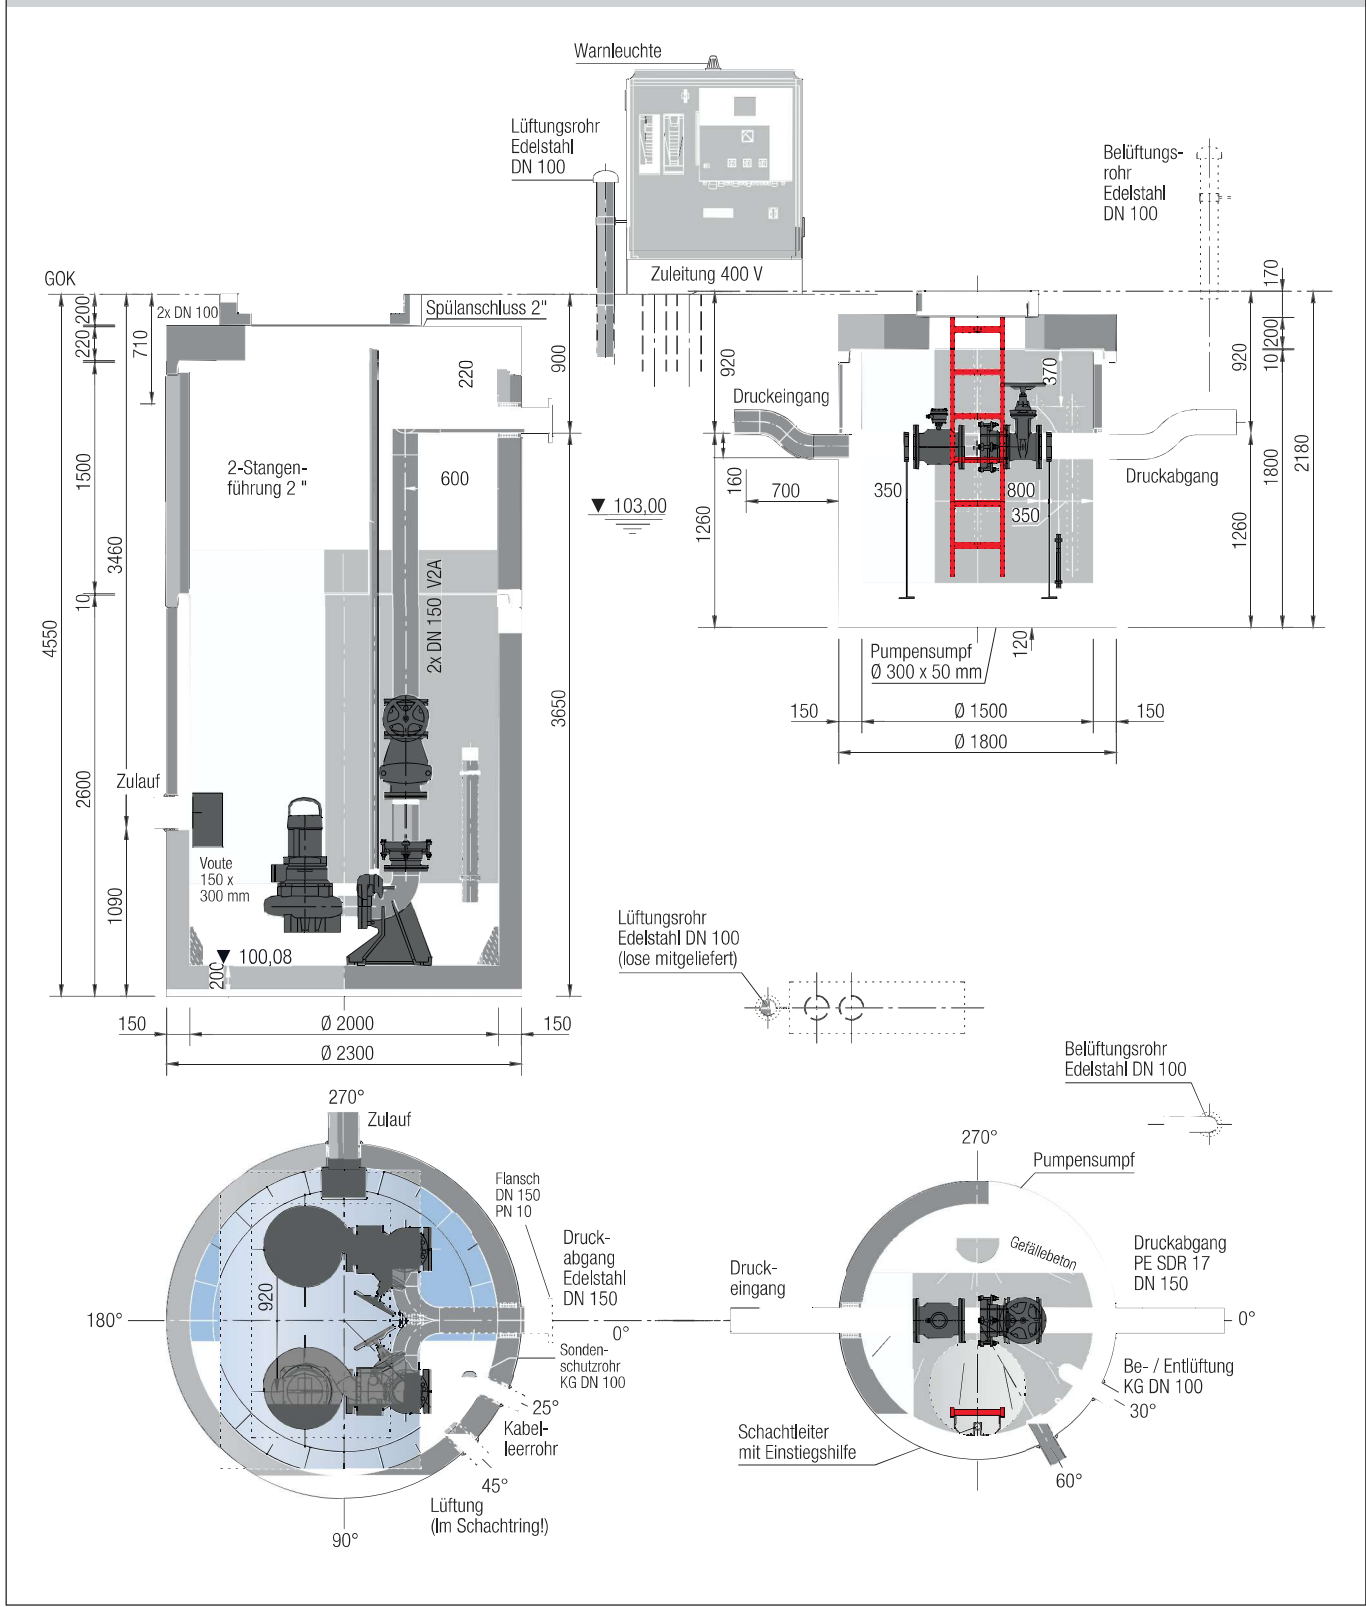 Warnleuchte
Lüftungsrohr
Edelstahl
DN 100
Belüftungs-
rohr
Edelstahl
DN 100
GOK
Zuleitung 400 V
2x DN 100
Spülanschluss 2"
200
220
710
900
220
1500
3460
10
4550
2600
1090
2-Stangen-
führung 2 "
600
2x DN 150 V2A
3650
Zulauf
Voute
150 x
300 mm
100,08
200
150
Ø 2000
150
Ø 2300
103,00
170
920
200
10
370
920
Druckeingang
Druckabgang
160
700
350
800
350
1260
1260
1800
2180
120
Pumpensumpf
Ø 300 x 50 mm
150
Ø 1500
150
Ø 1800
Lüftungsrohr
Edelstahl DN 100
(lose mitgeliefert)
Belüftungsrohr
Edelstahl DN 100
270°
Zulauf
Flansch
DN 150
PN 10
Druck-
abgang
Edelstahl
DN 150
920
180°
0°
Sonden-
schutzrohr
KG DN 100
25°
Kabel-
leerrohr
45°
Lüftung
(Im Schachtring!)
90°
270°
Pumpensumpf
Gefällebeton
Druckabgang
PE SDR 17
DN 150
Druck-
eingang
0°
Be- / Entlüftung
KG DN 100
30°
Schachtleiter
mit Einstiegshilfe
60°